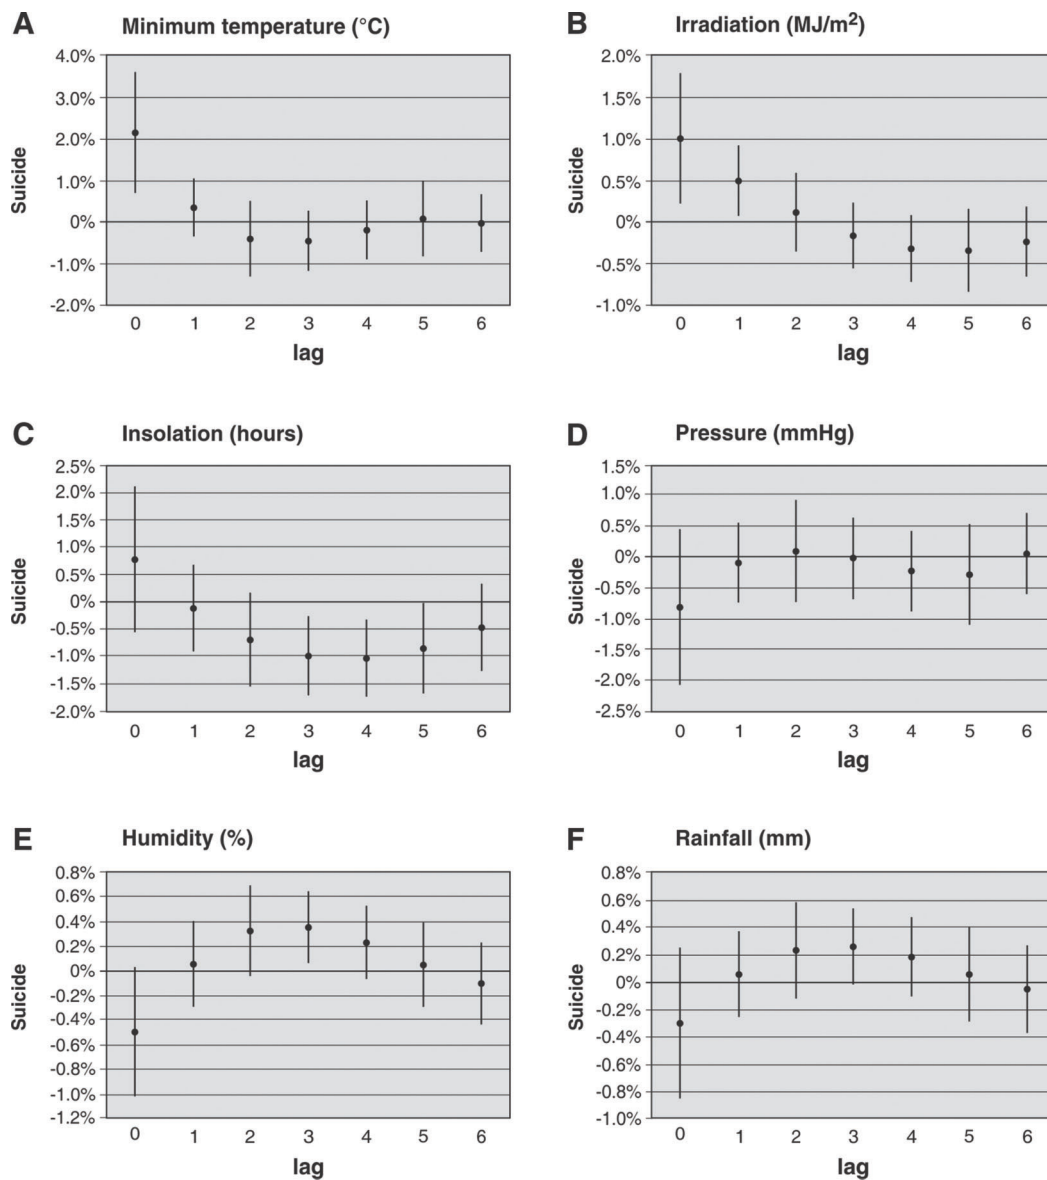 A Minimum temperature (°C)
4.0%
3.0%
2.0%
1.0%
0%
-1.0%
-2.0%
Suicide
0 1 2 3 4 5 6
lag
B Irradiation (MJ/m²)
2.0%
1.5%
1.0%
0.5%
0%
-0.5%
-1.0%
Suicide
0 1 2 3 4 5 6
lag
C Insolation (hours)
2.5%
2.0%
1.5%
1.0%
0.5%
0%
-0.5%
-1.0%
-1.5%
-2.0%
Suicide
0 1 2 3 4 5 6
lag
D Pressure (mmHg)
1.5%
1.0%
0.5%
0%
-0.5%
-1.0%
-1.5%
-2.0%
-2.5%
Suicide
0 1 2 3 4 5 6
lag
E Humidity (%)
0.8%
0.6%
0.4%
0.2%
0%
-0.2%
-0.4%
-0.6%
-0.8%
-1.0%
-1.2%
Suicide
0 1 2 3 4 5 6
lag
F Rainfall (mm)
0.8%
0.6%
0.4%
0.2%
0%
-0.2%
-0.4%
-0.6%
-0.8%
-1.0%
Suicide
0 1 2 3 4 5 6
lag